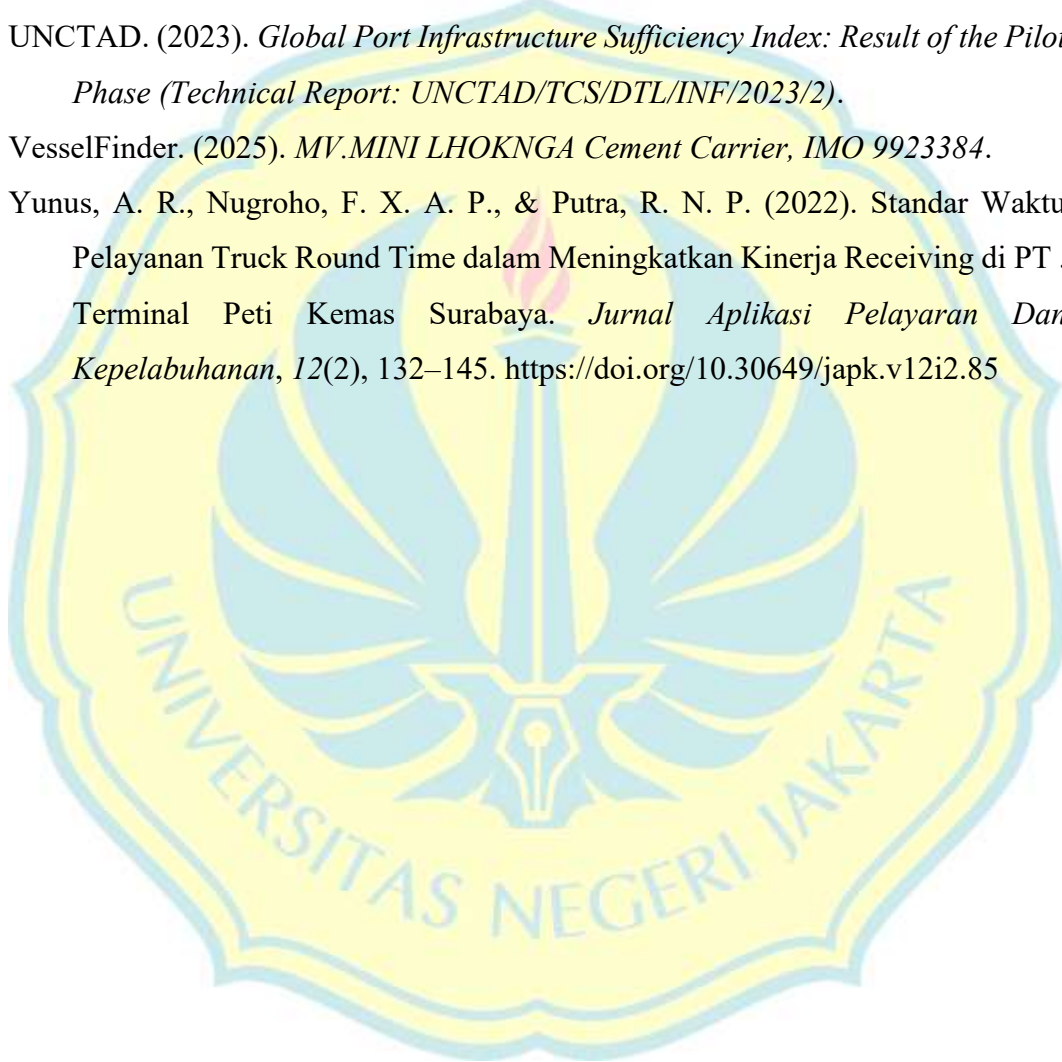 UNCTAD. (2023). Global Port Infrastructure Sufficiency Index: Result of the Pilot
Phase (Technical Report: UNCTAD/TCS/DTL/INF/2023/2).
VesselFinder. (2025). MV.MINI LHOKNGA Cement Carrier, IMO 9923384.
Yunus, A. R., Nugroho, F. X. A. P., & Putra, R. N. P. (2022). Standar Waktu
Pelayanan Truck Round Time dalam Meningkatkan Kinerja Receiving di PT .
Terminal Peti Kemas Surabaya. Jurnal Aplikasi Pelayaran Dan
Kepelabuhanan, 12(2), 132–145. https://doi.org/10.30649/japk.v12i2.85
UNIVERSITAS NEGERI JAKARTA